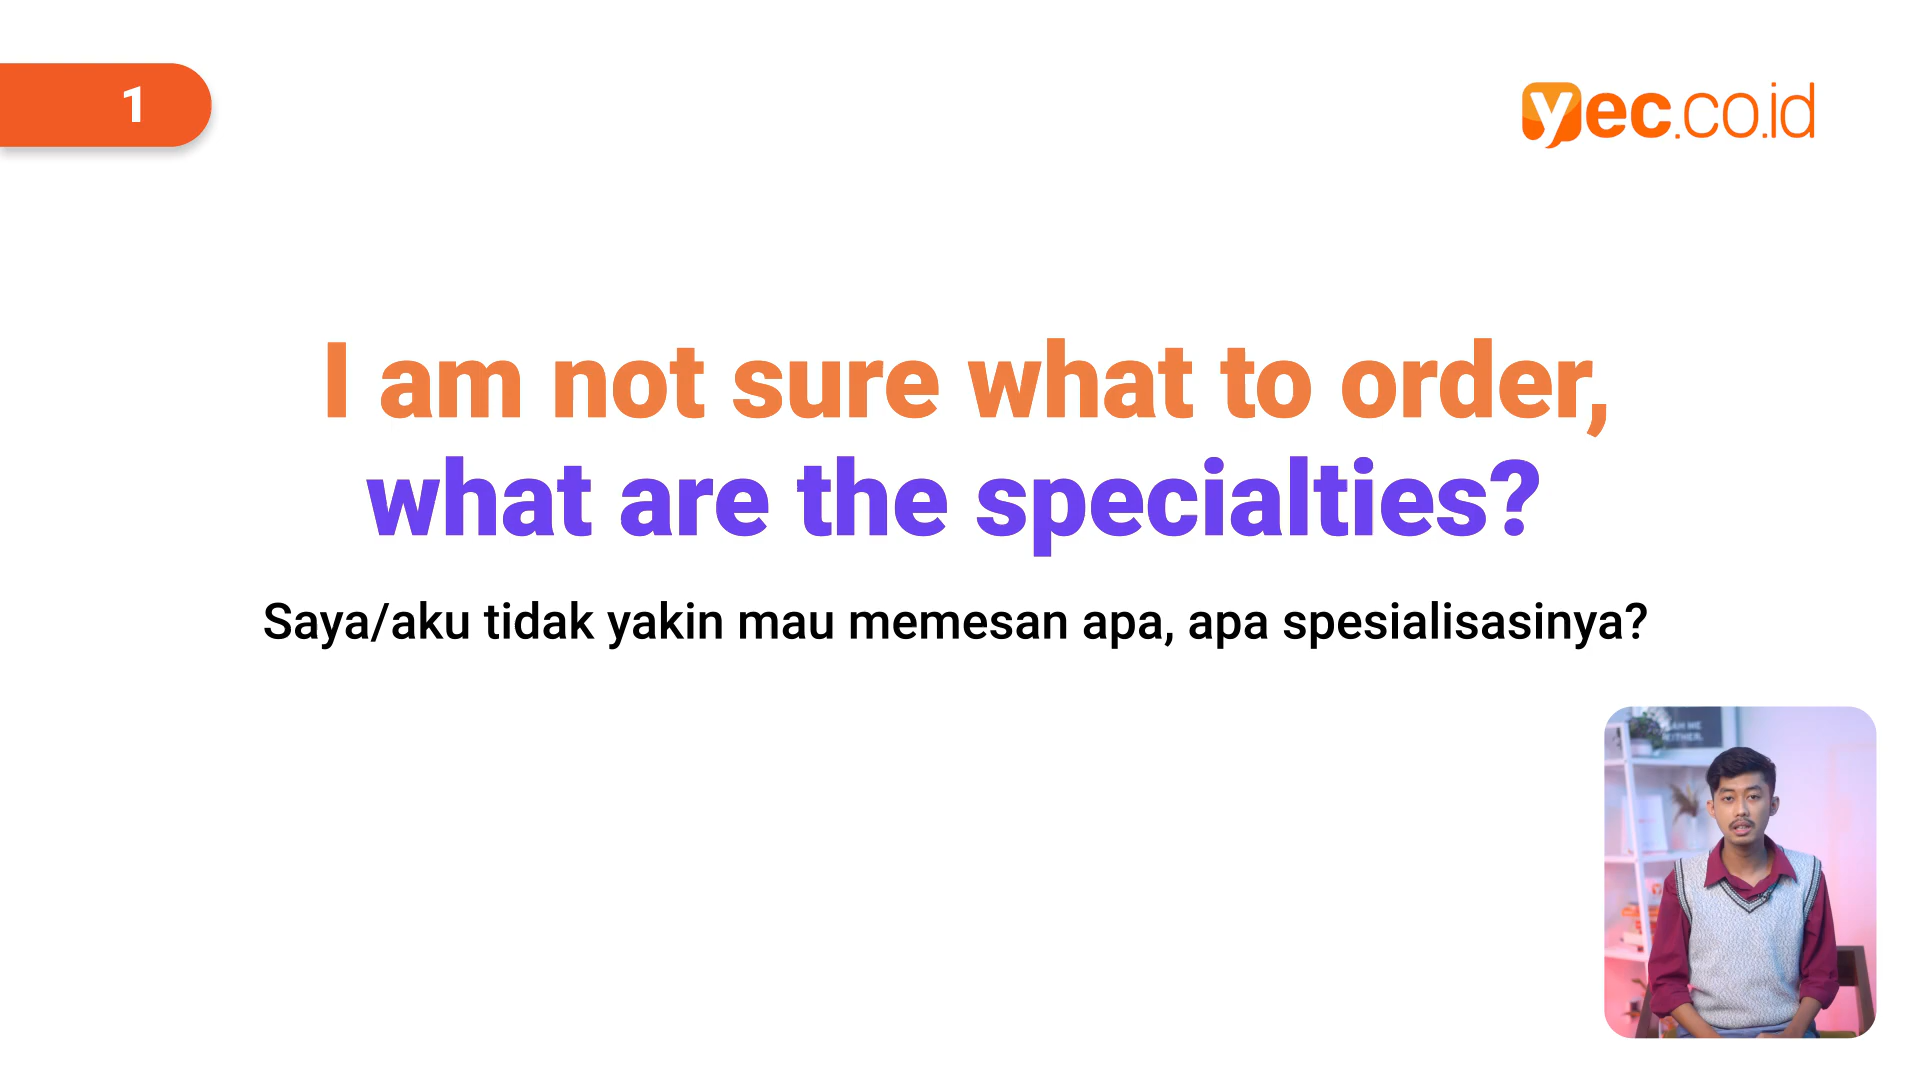 1
yec.co.id
I am not sure what to order,
what are the specialties?
Saya/aku tidak yakin mau memesan apa, apa spesialisasinya?